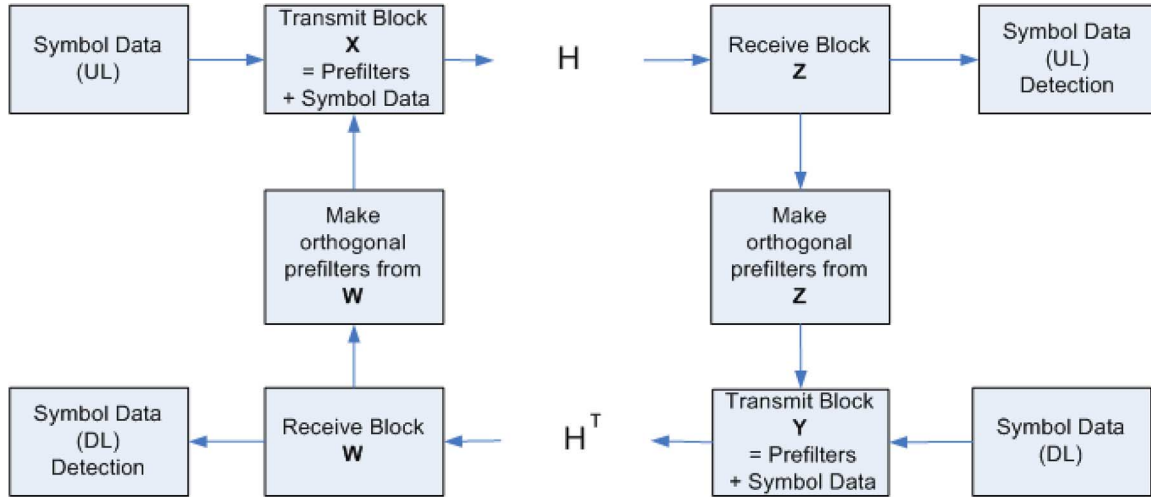 Symbol Data
(UL)
Transmit Block
X
= Prefilters
+ Symbol Data
H
Receive Block
Z
Symbol Data
(UL)
Detection
Make
orthogonal
prefilters from
W
Make
orthogonal
prefilters from
Z
Symbol Data
(DL)
Detection
Receive Block
W
H^T
Transmit Block
Y
= Prefilters
+ Symbol Data
Symbol Data
(DL)